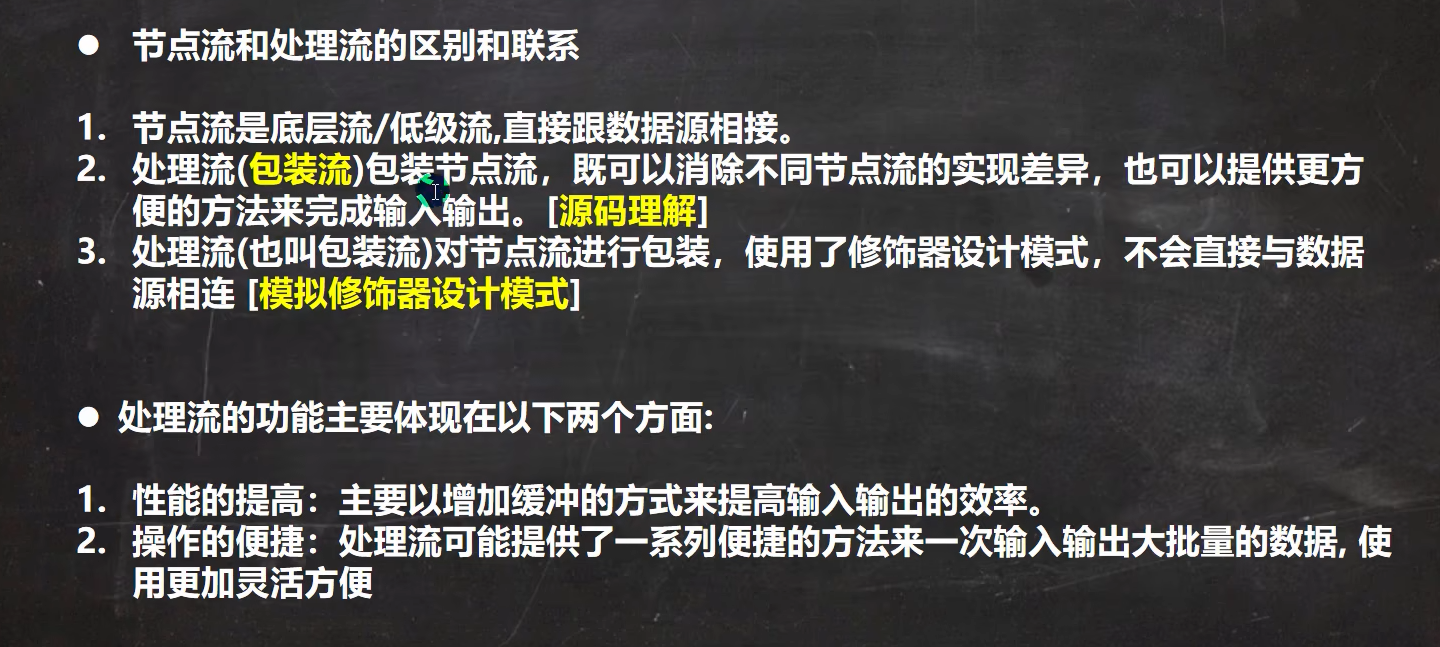 ● 节点流和处理流的区别和联系
1. 节点流是底层流/低级流,直接跟数据源相接。
2. 处理流(包装流)包装节点流，既可以消除不同节点流的实现差异，也可以提供更方
便的方法来完成输入输出。[源码理解]
3. 处理流(也叫包装流)对节点流进行包装，使用了修饰器设计模式，不会直接与数据
源相连 [模拟修饰器设计模式]
● 处理流的功能主要体现在以下两个方面:
1. 性能的提高：主要以增加缓冲的方式来提高输入输出的效率。
2. 操作的便捷：处理流可能提供了一系列便捷的方法来一次输入输出大批量的数据, 使
用更加灵活方便